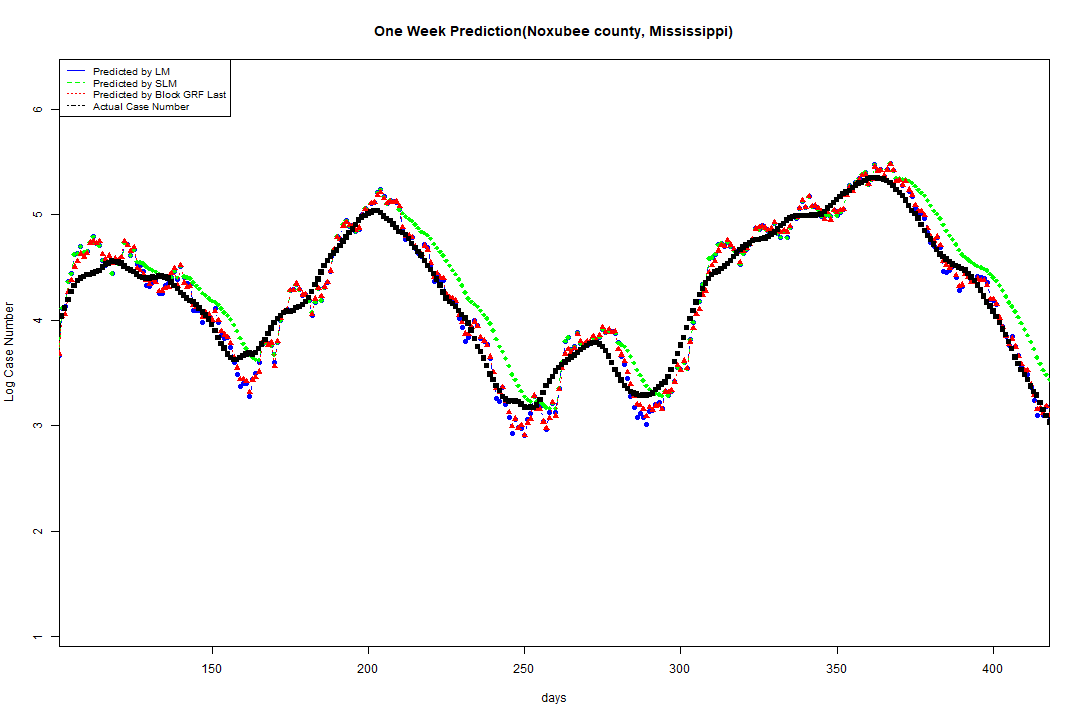 One Week Prediction(Noxubee county, Mississippi)
Predicted by LM
Predicted by SLM
Predicted by Block GRF Last
Actual Case Number
Log Case Number
6
5
4
3
2
1
150 200 250 300 350 400
days